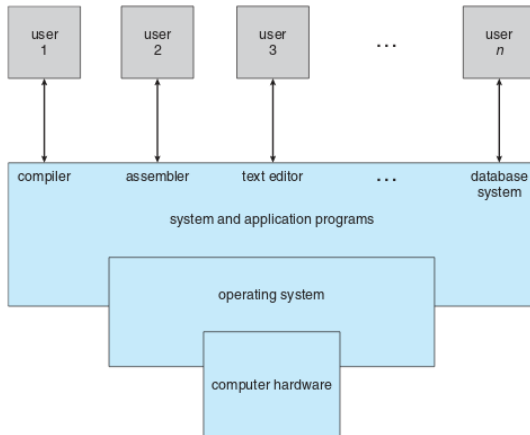 user
1
user
2
user
3
...
user
n
compiler
assembler
text editor
...
database
system
system and application programs
operating system
computer hardware